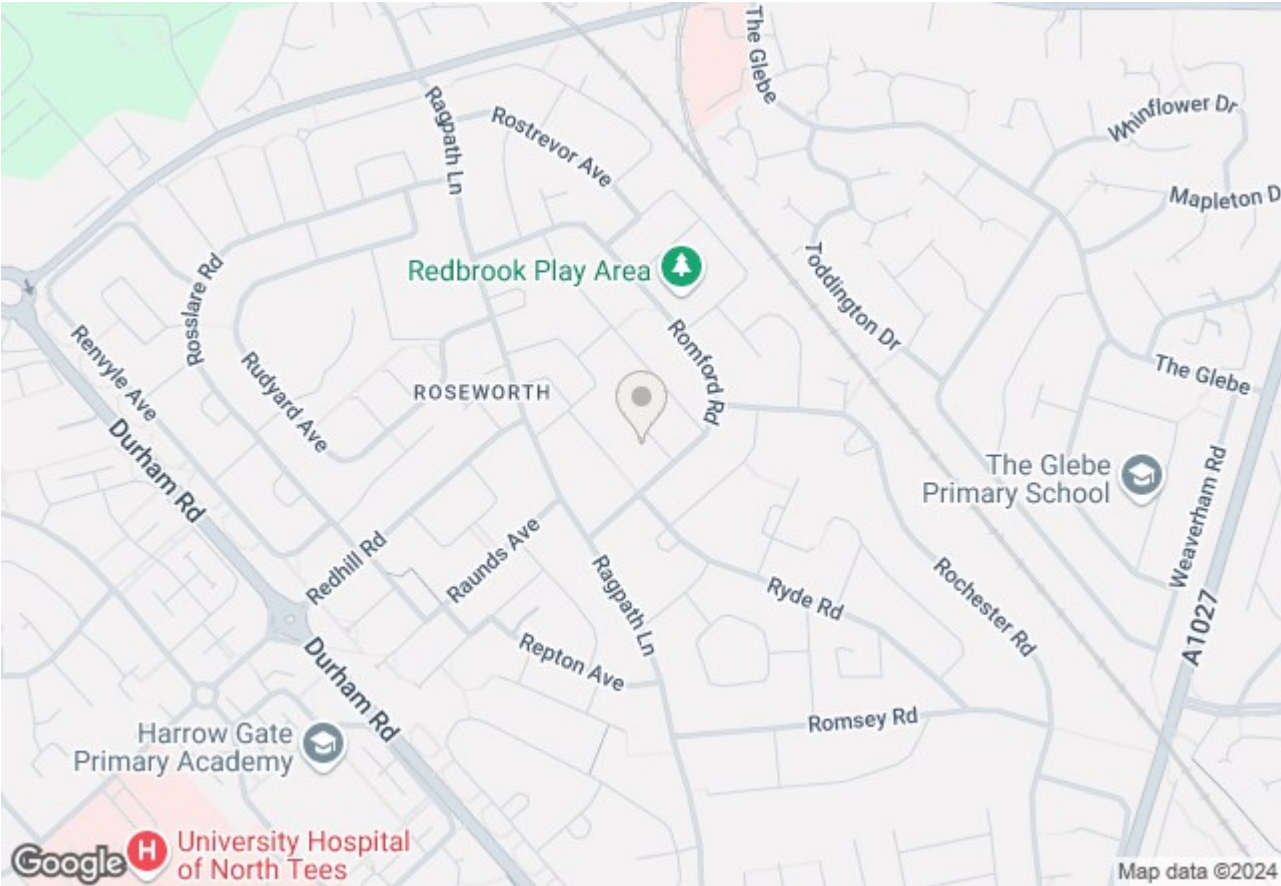 The Glebe
Whinflower Dr
Ragpath Ln
Rostrevor Ave
Mapleton D
Rosslare Rd
Redbrook Play Area
Toddington Dr
Renvyle Ave
Rudyard Ave
Romford Rd
ROSEWORTH
The Glebe
Durham Rd
The Glebe
Primary School
Weaverham Rd
Redhill Rd
Raunds Ave
Ragpath Ln
Ryde Rd
Rochester Rd
A1027
Durham Rd
Repton Ave
Romsey Rd
Harrow Gate
Primary Academy
H
University Hospital
of North Tees
Google
Map data ©2024